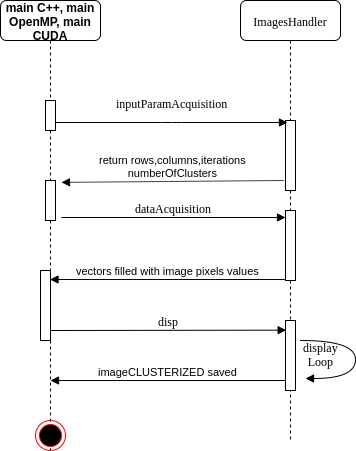 main C++, main
OpenMP, main
CUDA
ImagesHandler
inputParamAcquisition
return rows,columns,iterations
numberOfClusters
dataAcquisition
vectors filled with image pixels values
disp
display
Loop
imageCLUSTERIZED saved